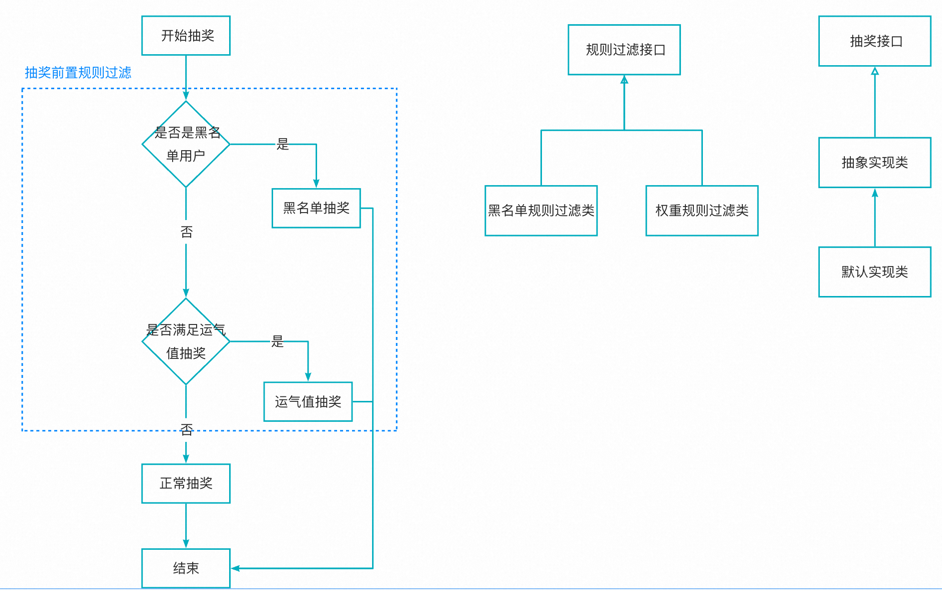 开始抽奖
抽奖前置规则过滤
是否是黑名
单用户
是
黑名单抽奖
否
是否满足运气
值抽奖
是
运气值抽奖
否
正常抽奖
结束
规则过滤接口
黑名单规则过滤类
权重规则过滤类
抽奖接口
抽象实现类
默认实现类